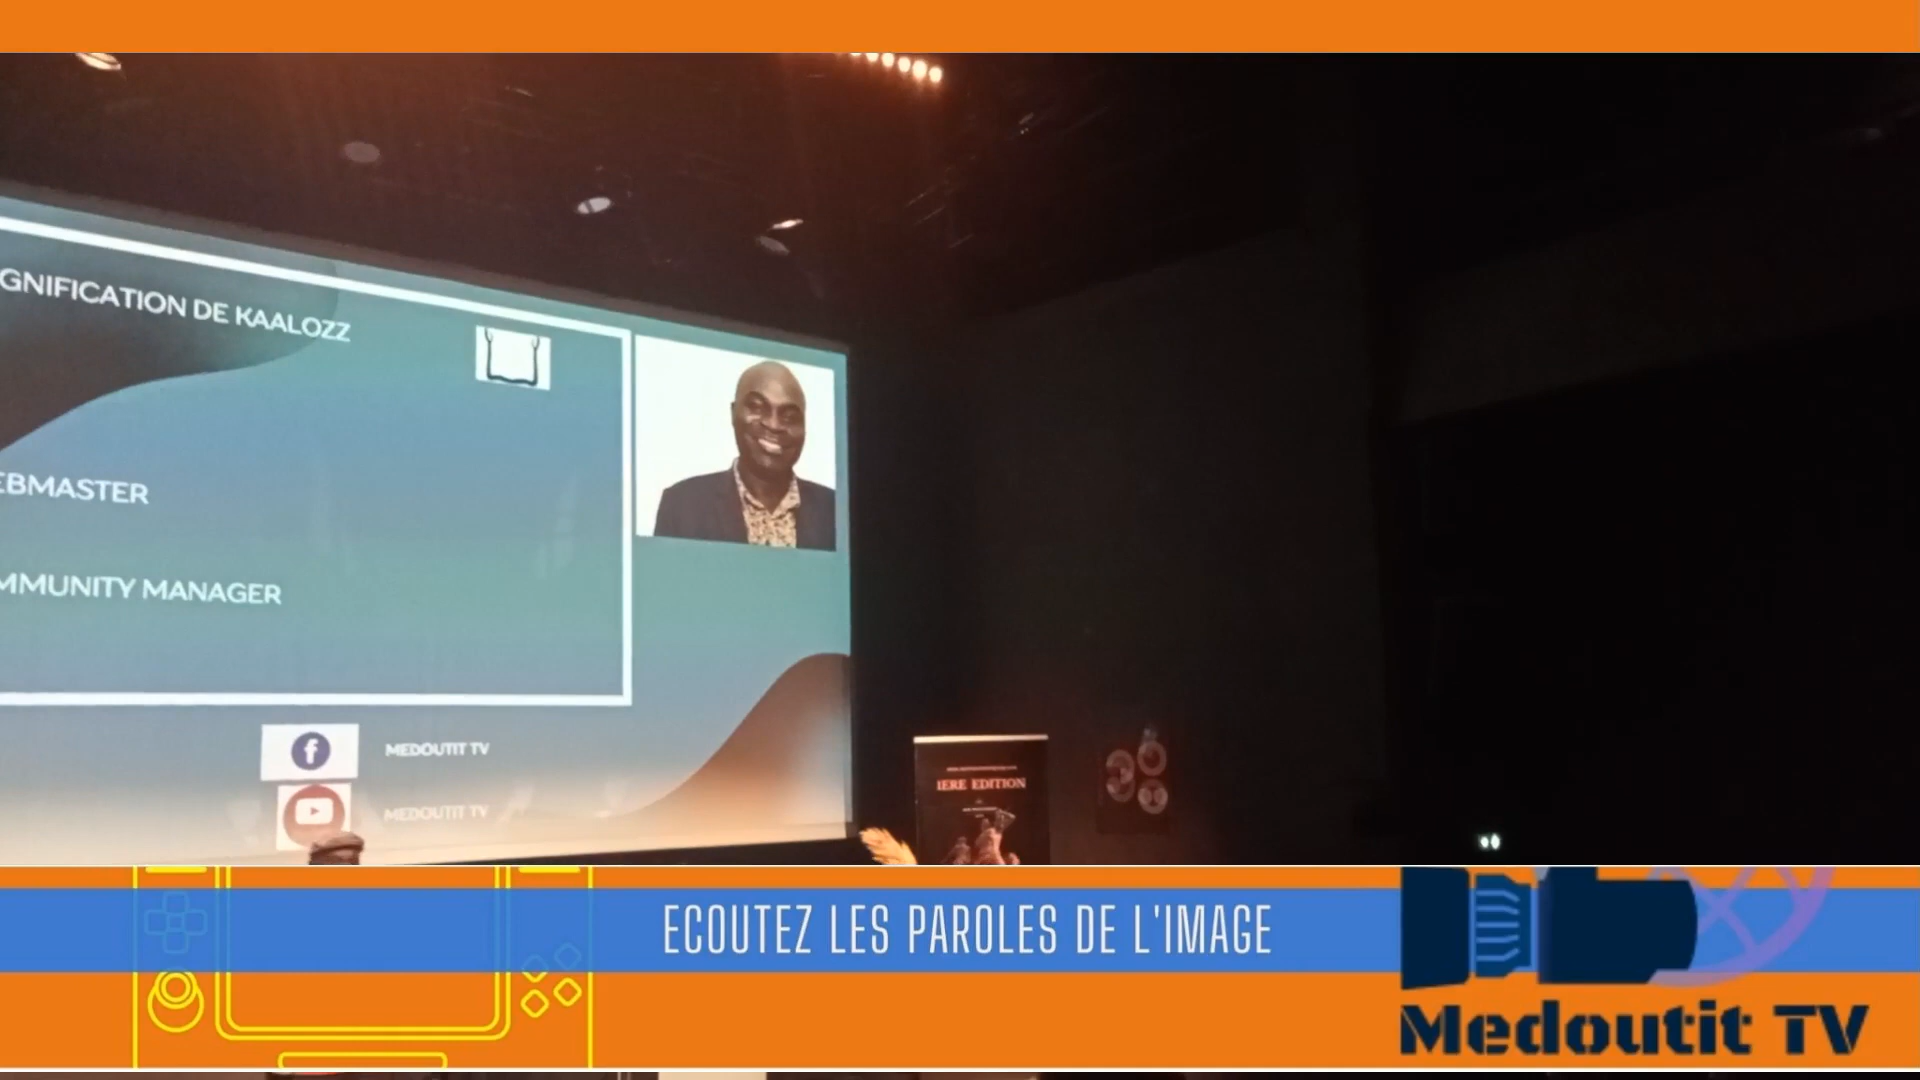 GNIFICATION DE KAALOZZ
EBMASTER
MMUNITY MANAGER
MEDOUTIT TV
MEDOUTIT TV
1ERE EDITION
ECOUTEZ LES PAROLES DE L'IMAGE
Medoutit TV